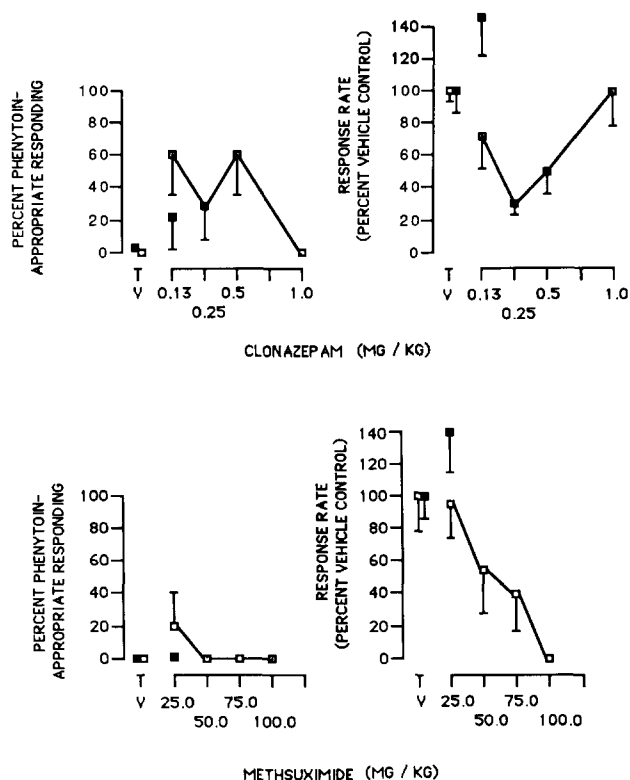 PERCENT PHENYTOIN-
APPROPRIATE RESPONDING
100
80
60
40
20
0
T
V
0.13
0.5
1.0
0.25
RESPONSE RATE
(PERCENT VEHICLE CONTROL)
140
120
100
80
60
40
20
0
T
V
0.13
0.5
1.0
0.25
CLONAZEPAM (MG / KG)
PERCENT PHENYTOIN-
APPROPRIATE RESPONDING
100
80
60
40
20
0
T
V
25.0
75.0
50.0
100.0
RESPONSE RATE
(PERCENT VEHICLE CONTROL)
140
120
100
80
60
40
20
0
T
V
25.0
75.0
50.0
100.0
METHSUXIMIDE (MG / KG)